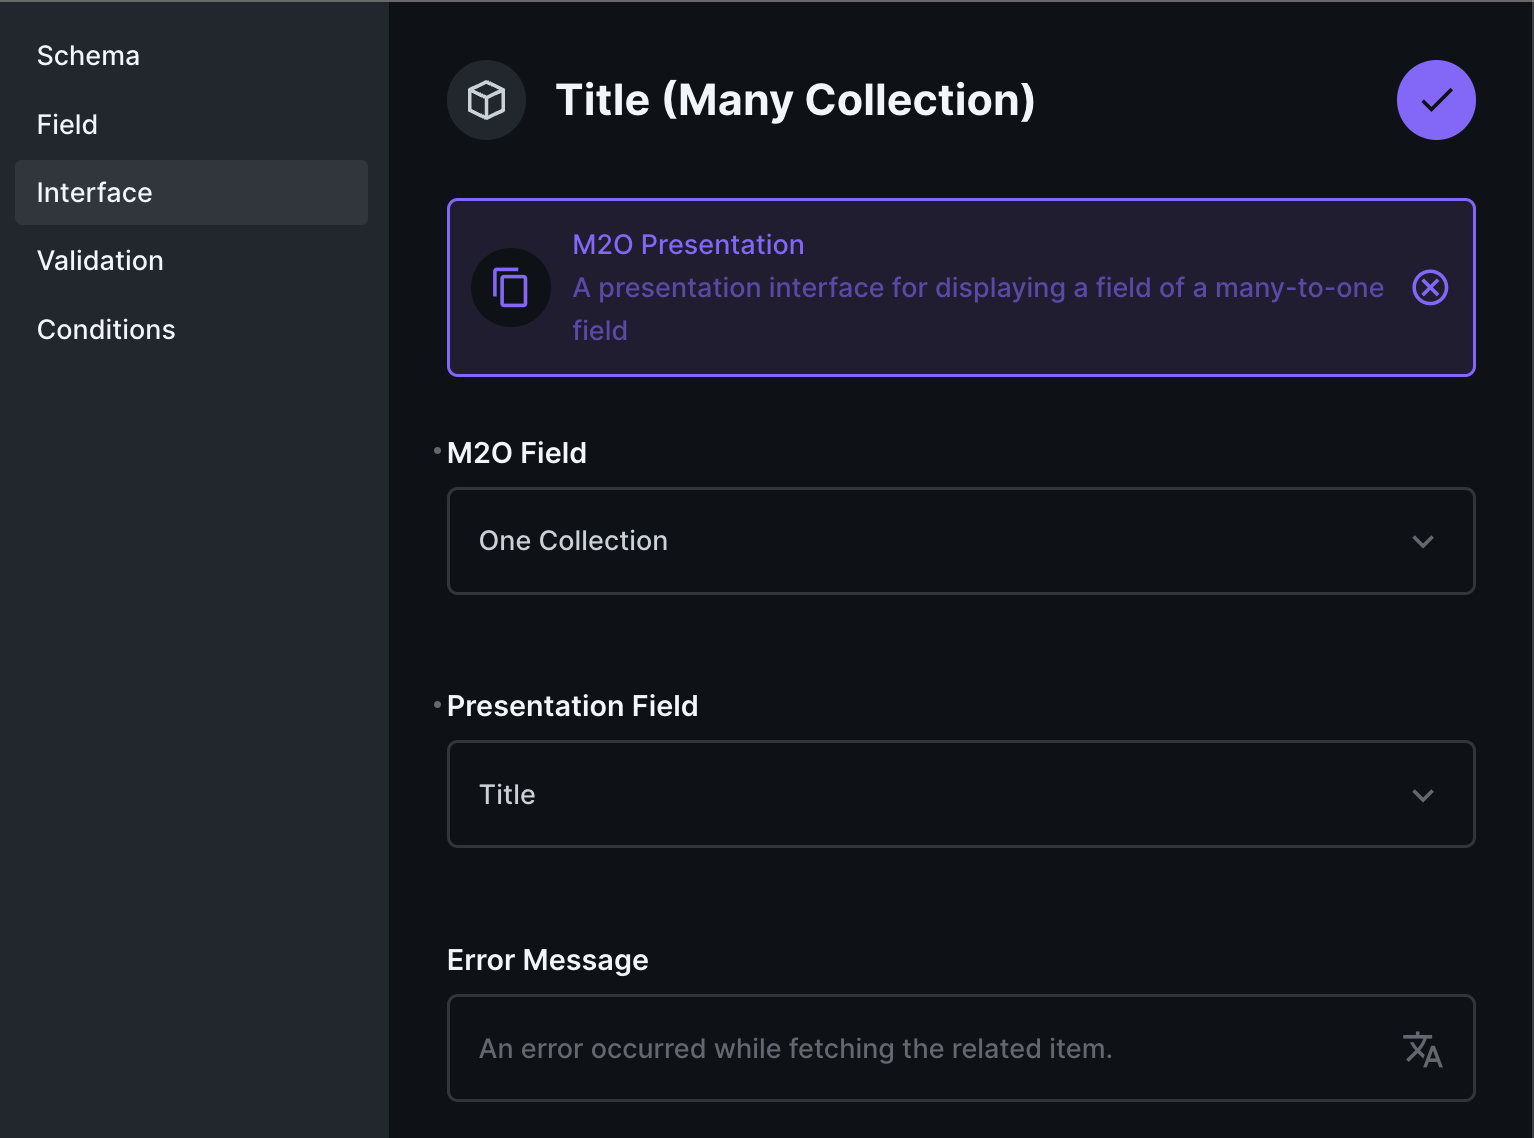 Schema
Field
Interface
Validation
Conditions
Title (Many Collection)
M2O Presentation
A presentation interface for displaying a field of a many-to-one
field
M2O Field
One Collection
Presentation Field
Title
Error Message
An error occurred while fetching the related item.